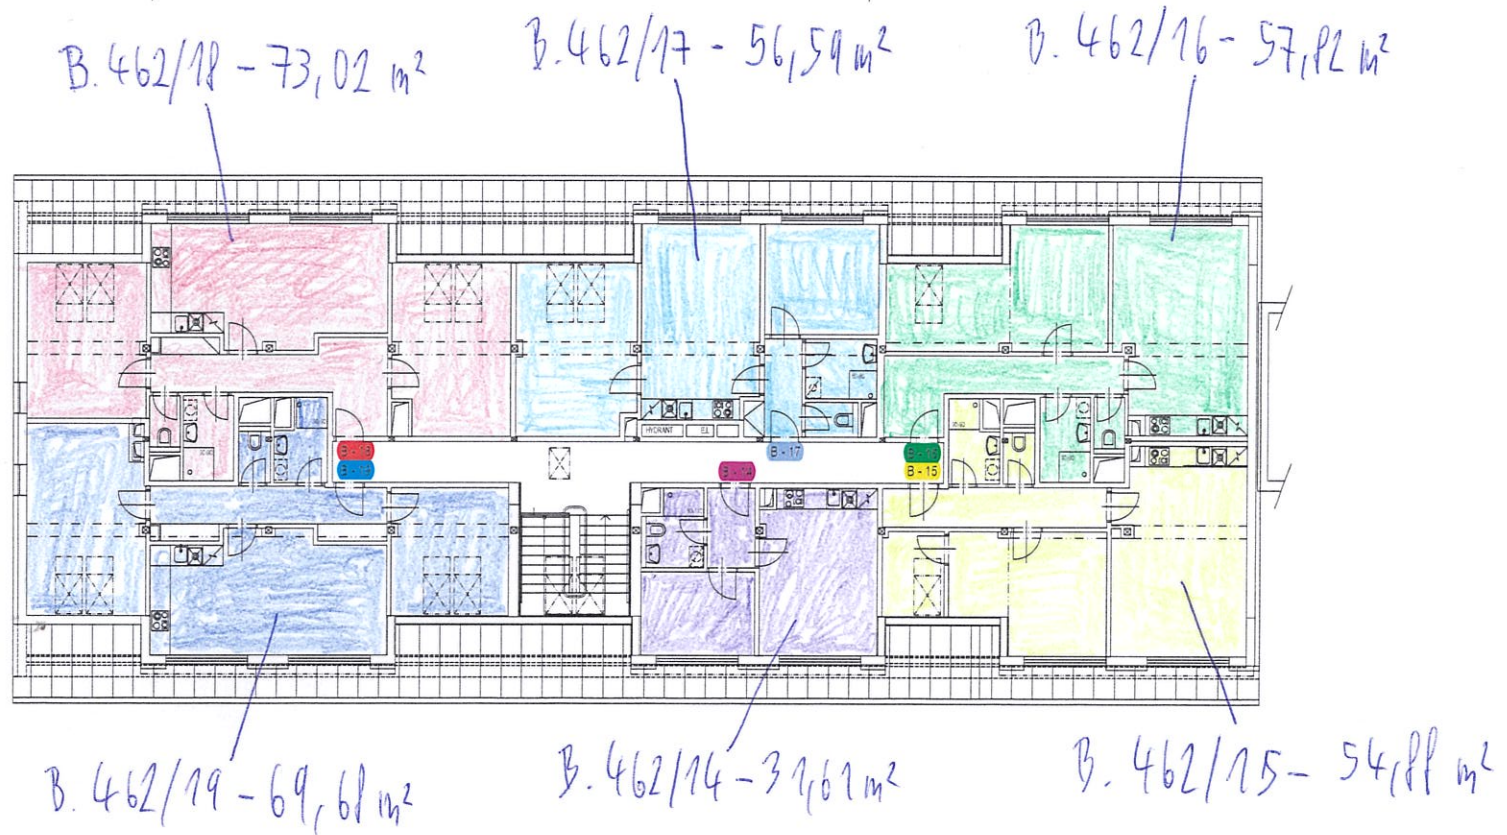 B. 462/18 - 73,02 m²
B. 462/17 - 56,59 m²
B. 462/16 - 57,82 m²
HYDRANT
B - 17
B - 15
B. 462/19 - 69,68 m²
B. 462/14 - 31,61 m²
B. 462/15 - 54,88 m²